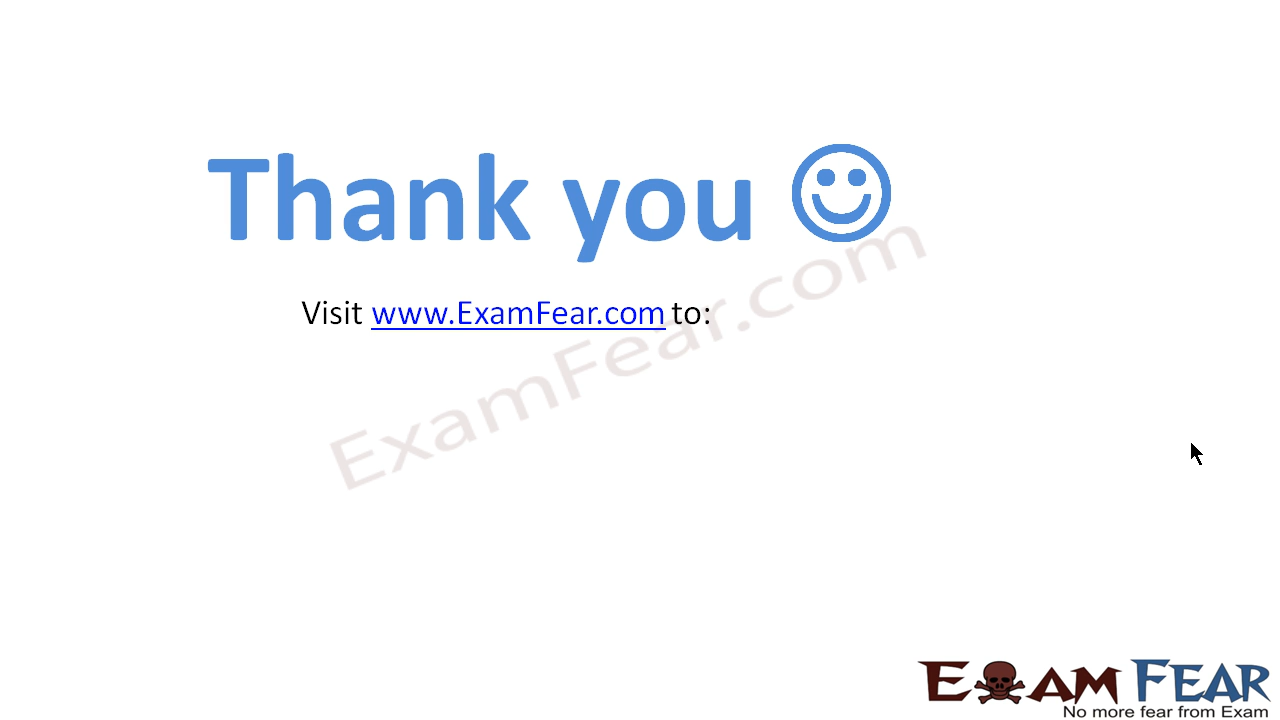 Thank you ☺
Visit www.ExamFear.com to:
ExamFear.com
EXAM FEAR
No more fear from Exam